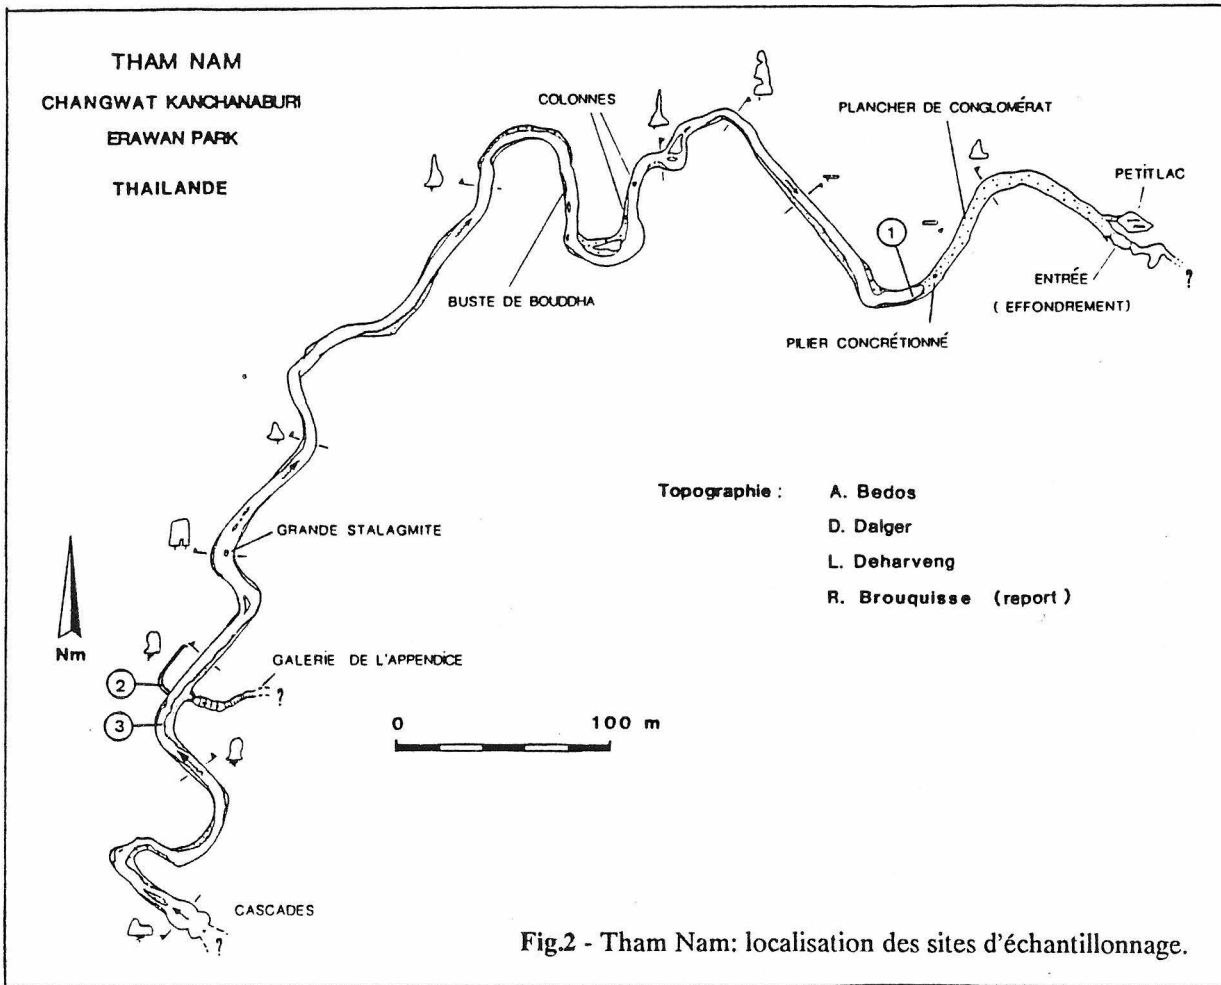 THAM NAM
CHANGWAT KANCHANABURI
ERAWAN PARK
THAILANDE
COLONNES
PLANCHER DE CONGLOMÉRAT
PETIT LAC
1
ENTRÉE
( EFFONDREMENT)
?
BUSTE DE BOUDDHA
PILIER CONCRÉTIONNÉ
Topographie : A. Bedos
D. Dalger
L. Deharveng
R. Brouquisse (report)
GRANDE STALAGMITE
Nm
GALERIE DE L'APPENDICE
?
2
3
0 100 m
CASCADES
?
Fig.2 - Tham Nam: localisation des sites d'échantillonnage.